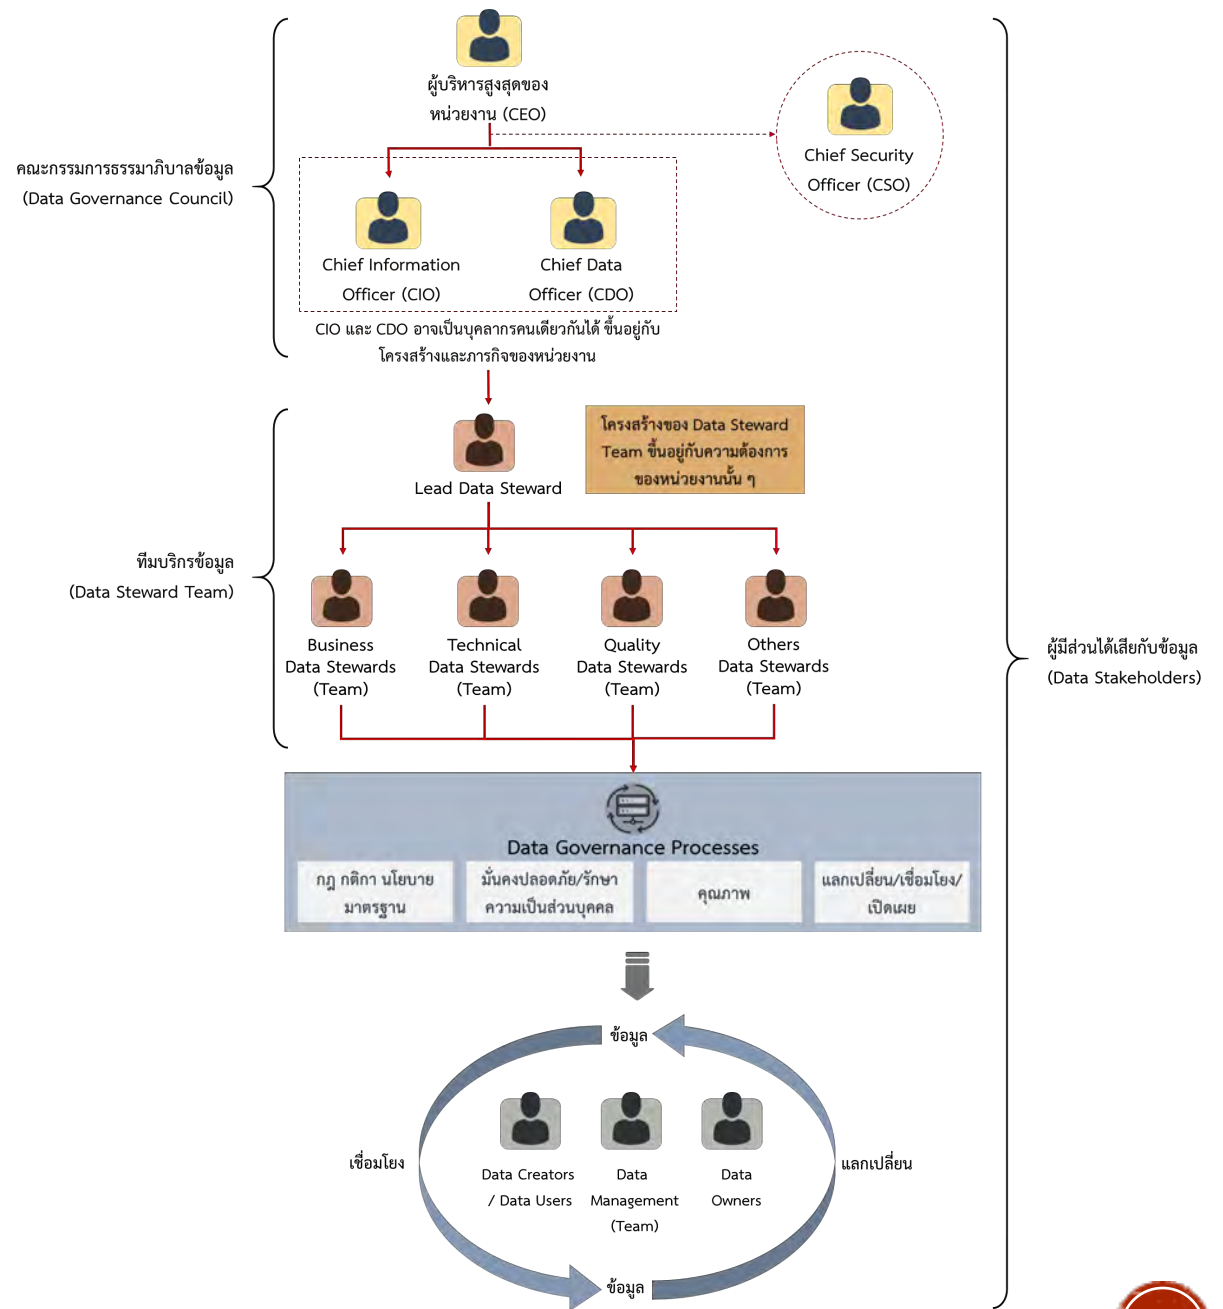 ผู้บริหารสูงสุดของ
หน่วยงาน (CEO)
Chief Security
Officer (CSO)
คณะกรรมการธรรมาภิบาลข้อมูล
(Data Governance Council)
Chief Information
Officer (CIO)
Chief Data
Officer (CDO)
CIO และ CDO อาจเป็นบุคลากรคนเดียวกันได้ ขึ้นอยู่กับ
โครงสร้างและภารกิจของหน่วยงาน
Lead Data Steward
โครงสร้างของ Data Steward
Team ขึ้นอยู่กับความต้องการ
ของหน่วยงานนั้น ๆ
ทีมบริกรข้อมูล
(Data Steward Team)
Business
Data Stewards
(Team)
Technical
Data Stewards
(Team)
Quality
Data Stewards
(Team)
Others
Data Stewards
(Team)
ผู้มีส่วนได้เสียกับข้อมูล
(Data Stakeholders)
Data Governance Processes
กฎ กติกา นโยบาย
มาตรฐาน
มั่นคงปลอดภัย/รักษา
ความเป็นส่วนบุคคล
คุณภาพ
แลกเปลี่ยน/เชื่อมโยง/
เปิดเผย
ข้อมูล
เชื่อมโยง
Data Creators
/ Data Users
Data
Management
(Team)
Data
Owners
แลกเปลี่ยน
ข้อมูล